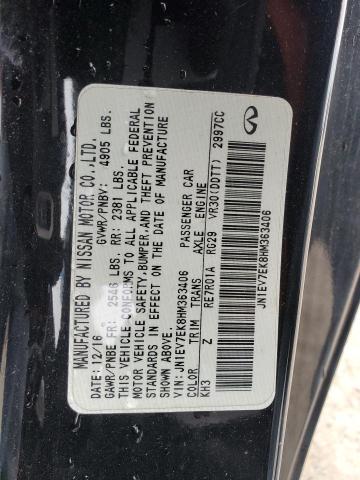 MANUFACTURED BY NISSAN MOTOR CO.,LTD.
DATE: 12/16 GVWR/PNBV: 4905 LBS.
GAWR/PNBE FR: 2546 LBS. RR: 2381 LBS.
THIS VEHICLE CONFORMS TO ALL APPLICABLE FEDERAL
MOTOR VEHICLE SAFETY,BUMPER,AND THEFT PREVENTION
STANDARDS IN EFFECT ON THE DATE OF MANUFACTURE
SHOWN ABOVE.
VIN: JN1EV7EK8HM363406 PASSENGER CAR
COLOR TRIM TRANS AXLE ENGINE
KH3 Z RE7R01A RG29 VR30(DDTT) 2997CC
JN1EV7EK8HM363406